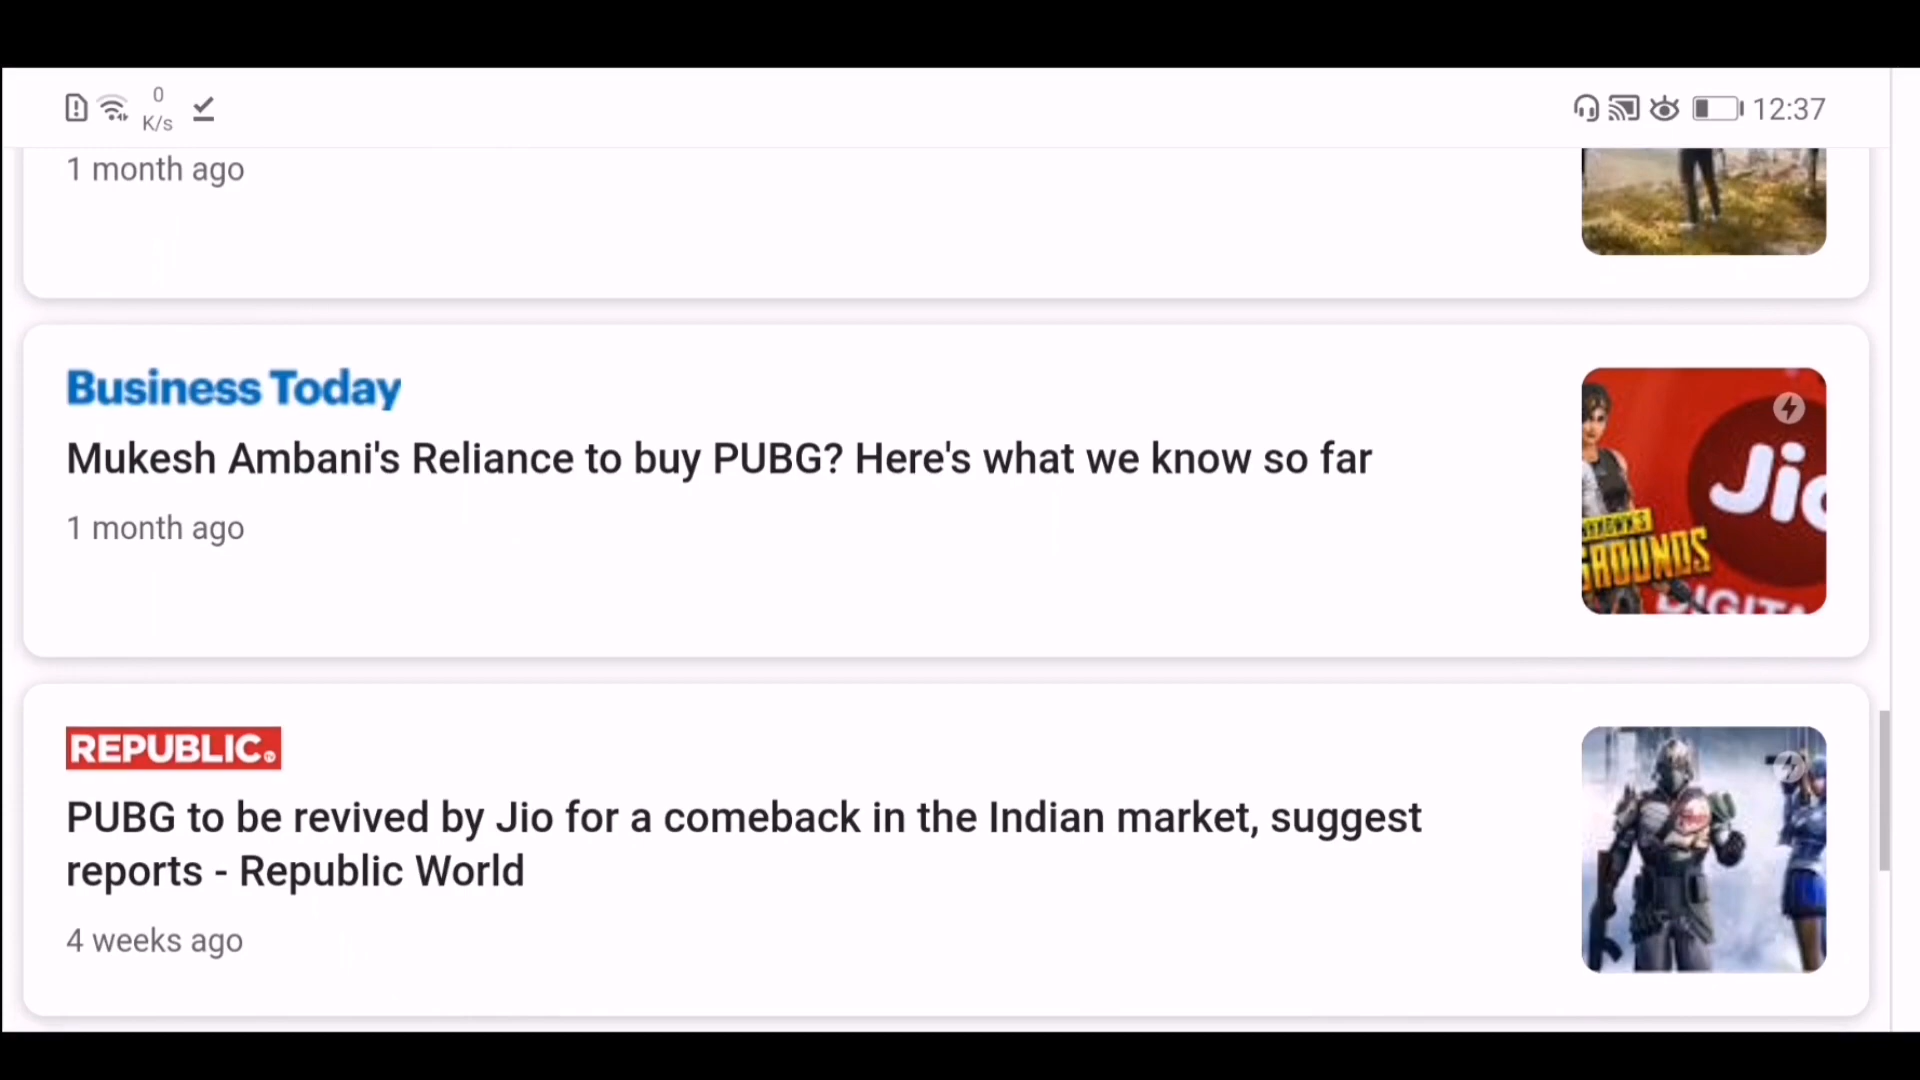 0
K/s
12:37
1 month ago
Business Today
Mukesh Ambani's Reliance to buy PUBG? Here's what we know so far
1 month ago
GROUNDS
REPUBLIC.
PUBG to be revived by Jio for a comeback in the Indian market, suggest
reports - Republic World
4 weeks ago